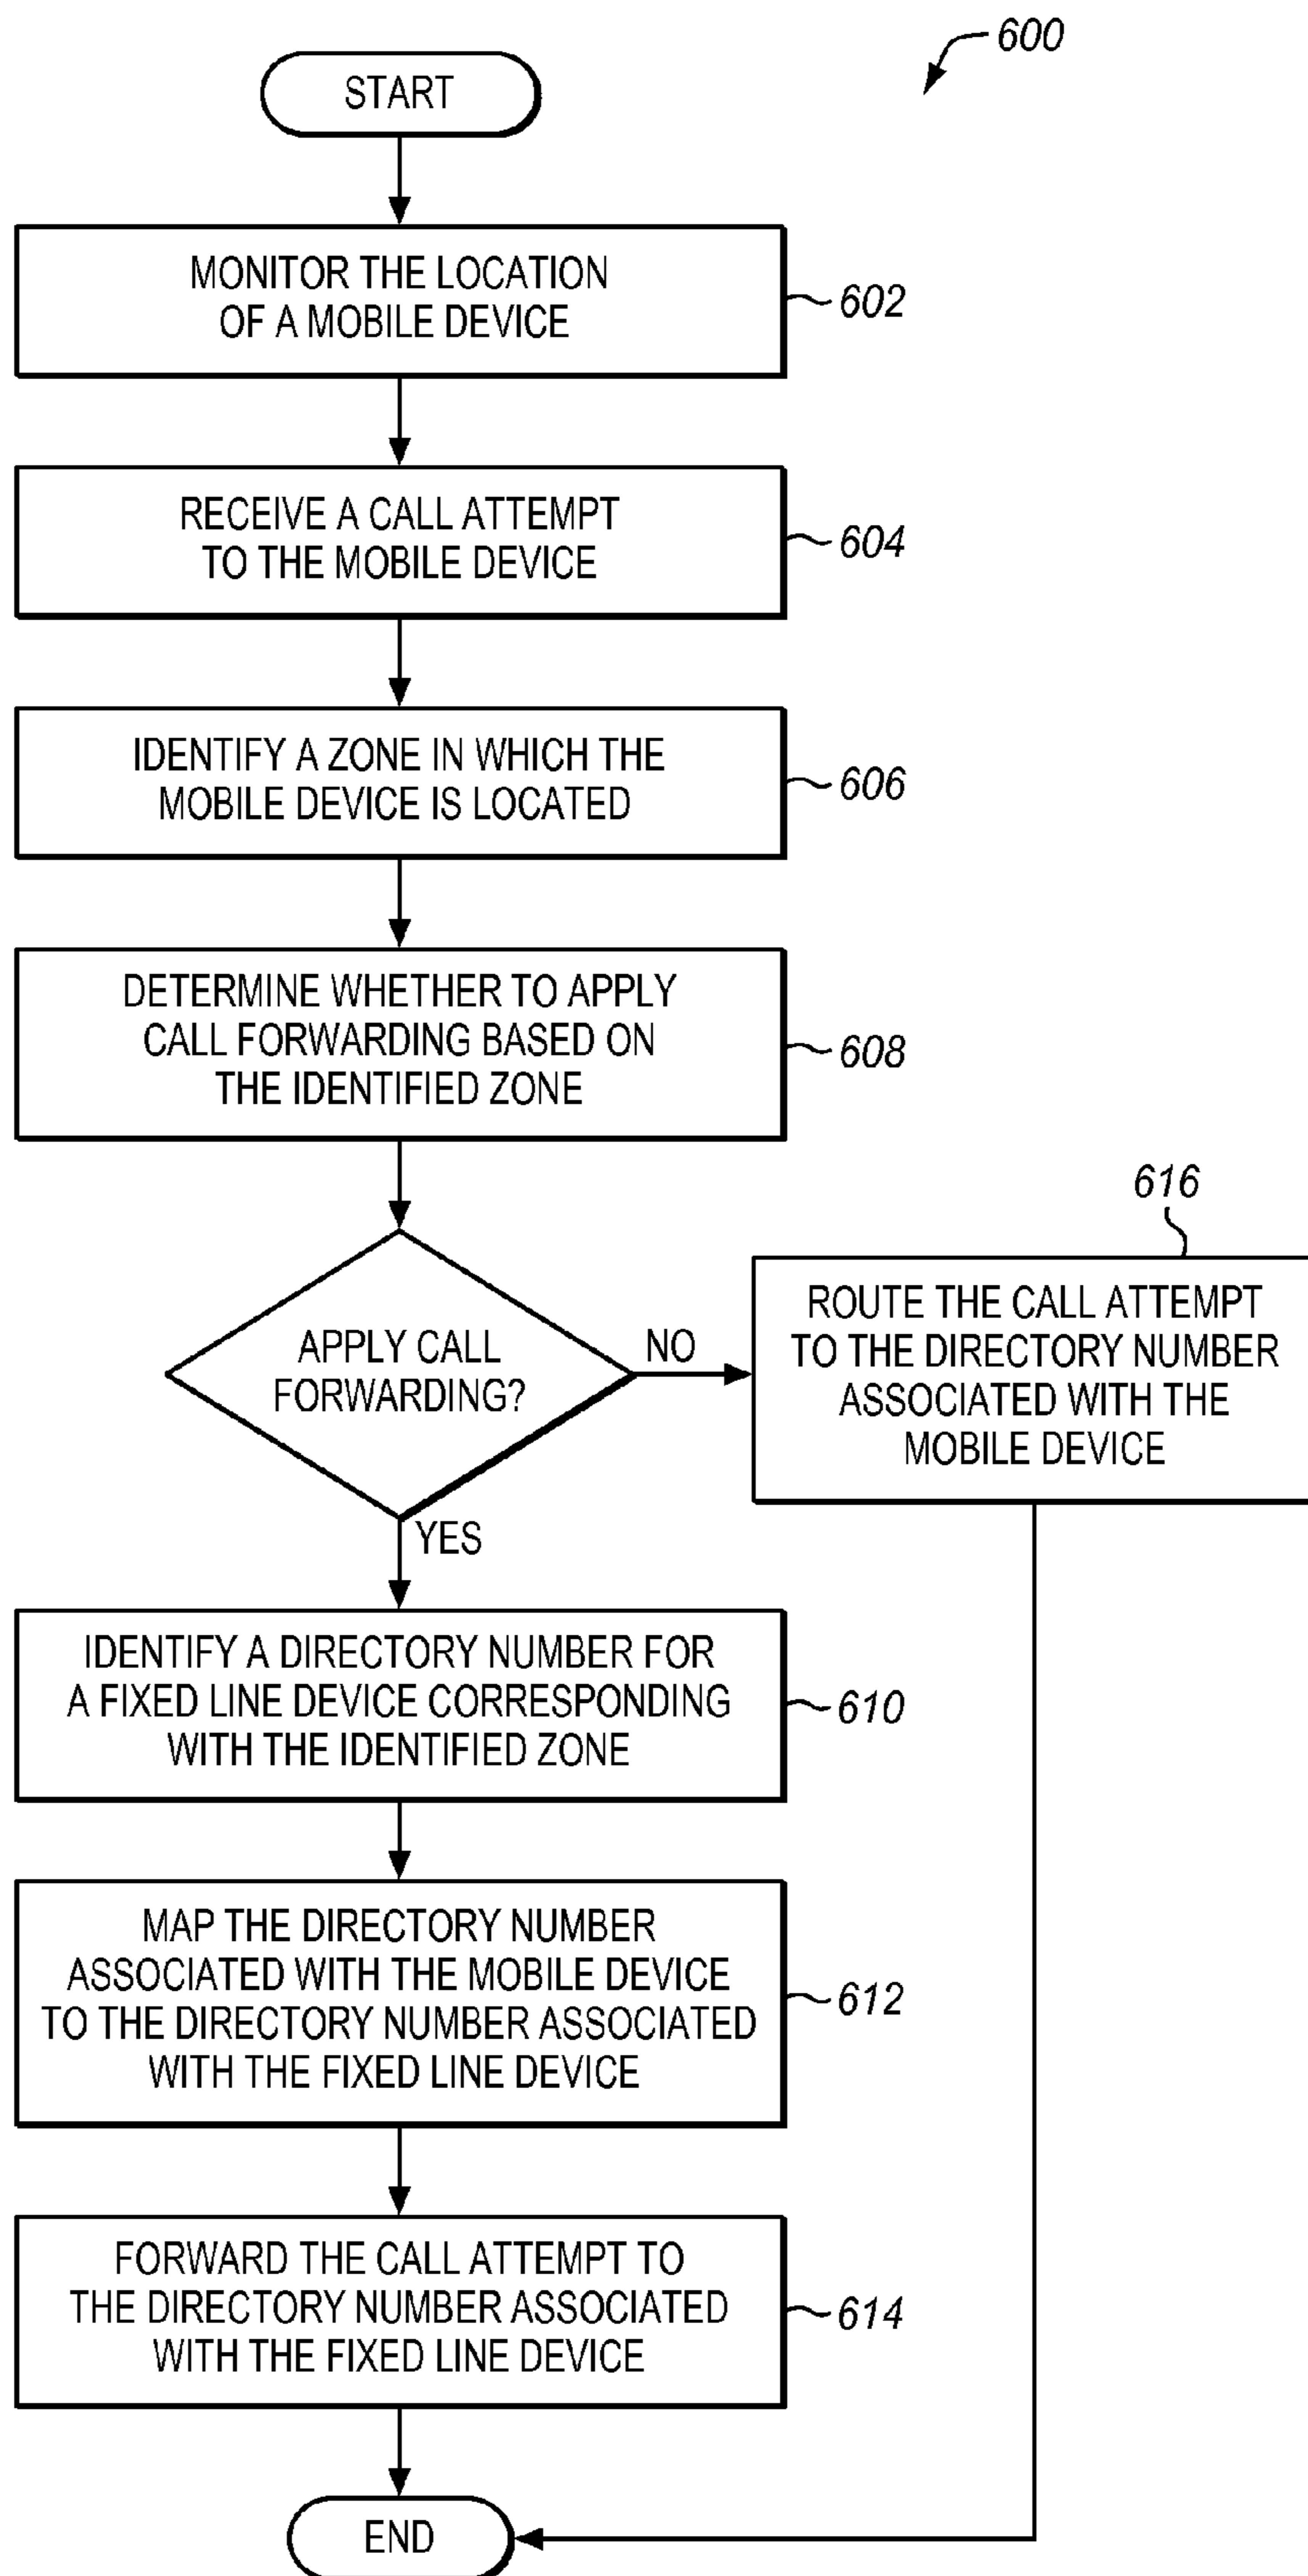 600
START
MONITOR THE LOCATION
OF A MOBILE DEVICE
602
RECEIVE A CALL ATTEMPT
TO THE MOBILE DEVICE
604
IDENTIFY A ZONE IN WHICH THE
MOBILE DEVICE IS LOCATED
606
DETERMINE WHETHER TO APPLY
CALL FORWARDING BASED ON
THE IDENTIFIED ZONE
608
APPLY CALL
FORWARDING?
NO
616
ROUTE THE CALL ATTEMPT
TO THE DIRECTORY NUMBER
ASSOCIATED WITH THE
MOBILE DEVICE
YES
IDENTIFY A DIRECTORY NUMBER FOR
A FIXED LINE DEVICE CORRESPONDING
WITH THE IDENTIFIED ZONE
610
MAP THE DIRECTORY NUMBER
ASSOCIATED WITH THE MOBILE DEVICE
TO THE DIRECTORY NUMBER ASSOCIATED
WITH THE FIXED LINE DEVICE
612
FORWARD THE CALL ATTEMPT TO
THE DIRECTORY NUMBER ASSOCIATED
WITH THE FIXED LINE DEVICE
614
END